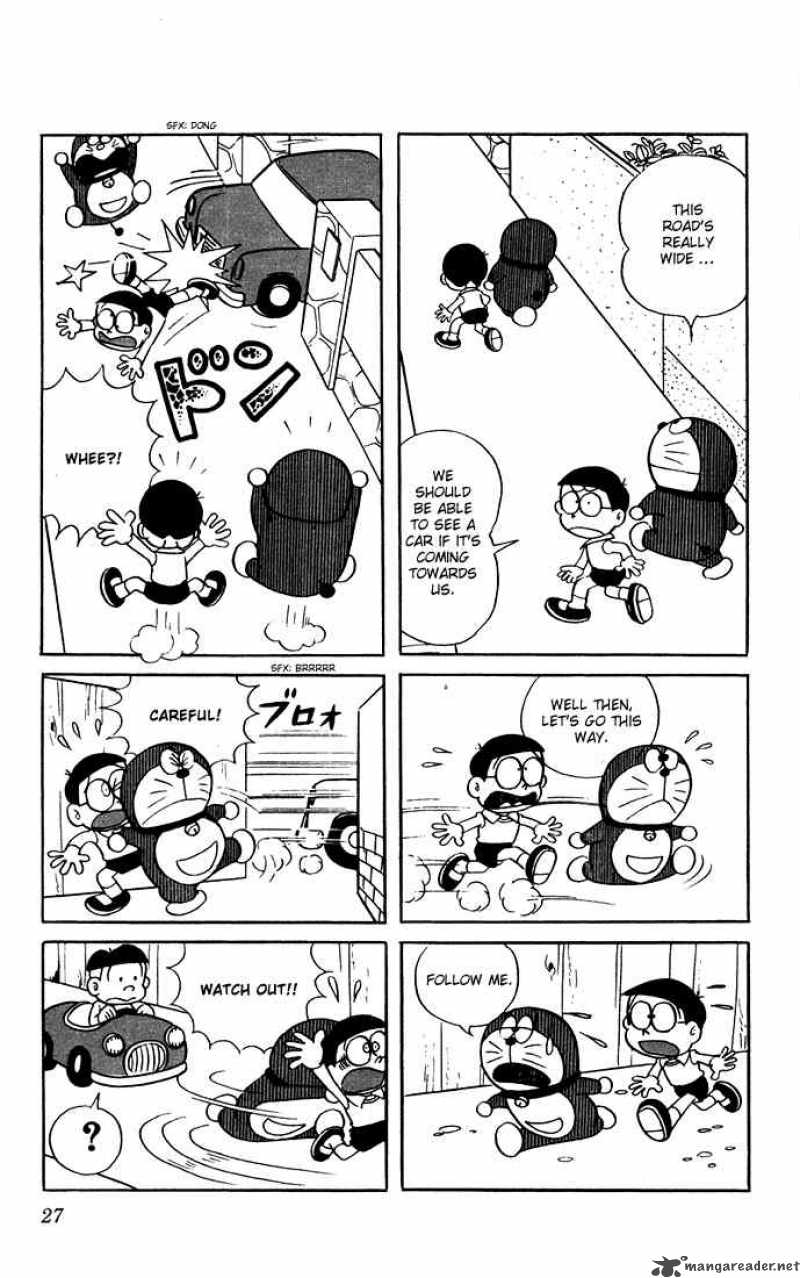 THIS
ROAD'S
REALLY
WIDE ...
WE
SHOULD
BE ABLE
TO SEE A
CAR IF IT'S
COMING
TOWARDS
US.
SFX: DONG
ドン
WHEE?!
WELL THEN,
LET'S GO THIS
WAY.
SFX: BRRRRR
CAREFUL!
ブロォ
FOLLOW ME.
WATCH OUT!!
?
27
mangareader.net